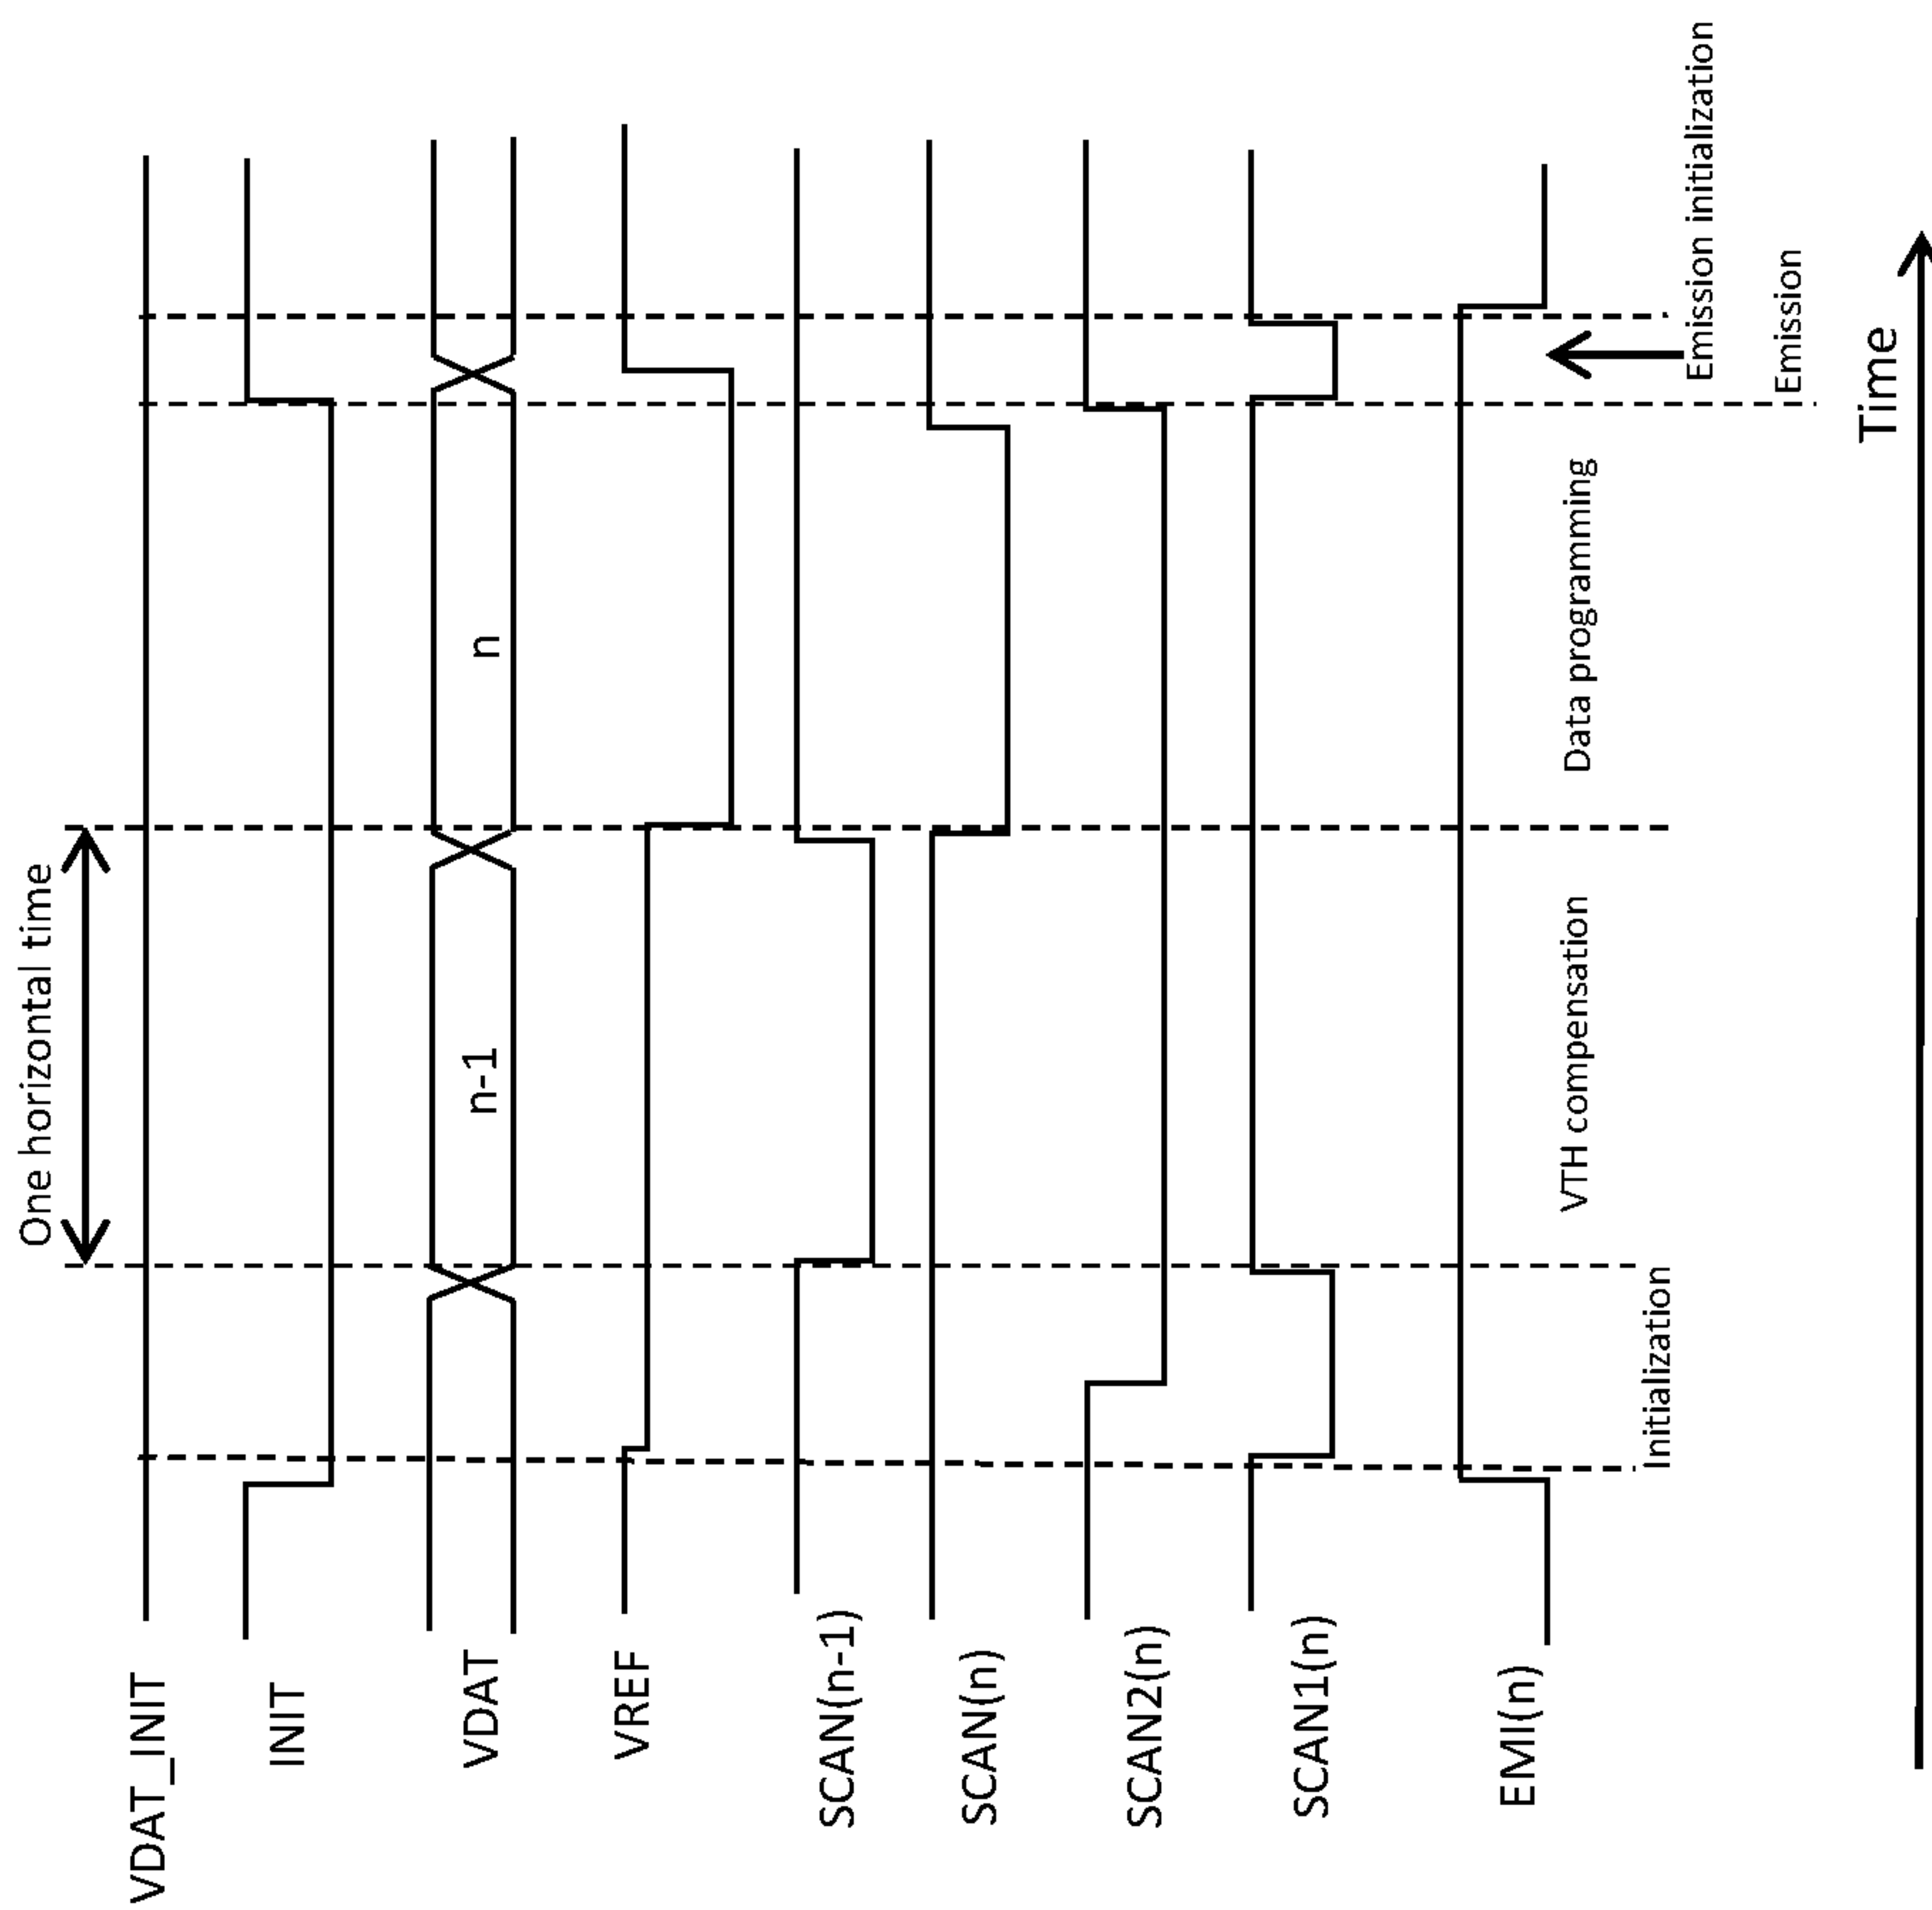 One horizontal time
VDAT_INIT
INIT
VDAT
n-1
n
VREF
SCAN(n-1)
SCAN(n)
SCAN2(n)
SCAN1(n)
EMI(n)
Initialization
VTH compensation
Data programming
Emission initialization
Emission
Time